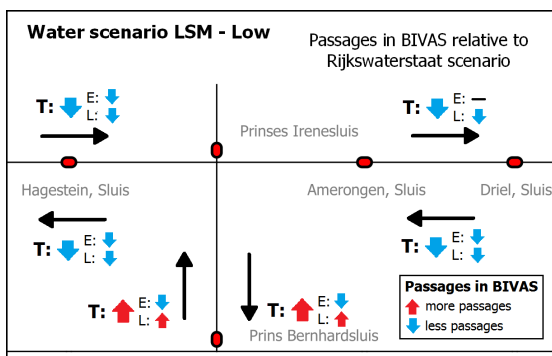 Water scenario LSM - Low
Passages in BIVAS relative to
Rijkswaterstaat scenario
T:
E:
L:
T:
E: –
L:
Prinses Irenesluis
Hagestein, Sluis
Amerongen, Sluis
Driel, Sluis
T:
E:
L:
T:
E:
L:
T:
E:
L:
T:
E:
L:
Prins Bernhardsluis
Passages in BIVAS
more passages
less passages